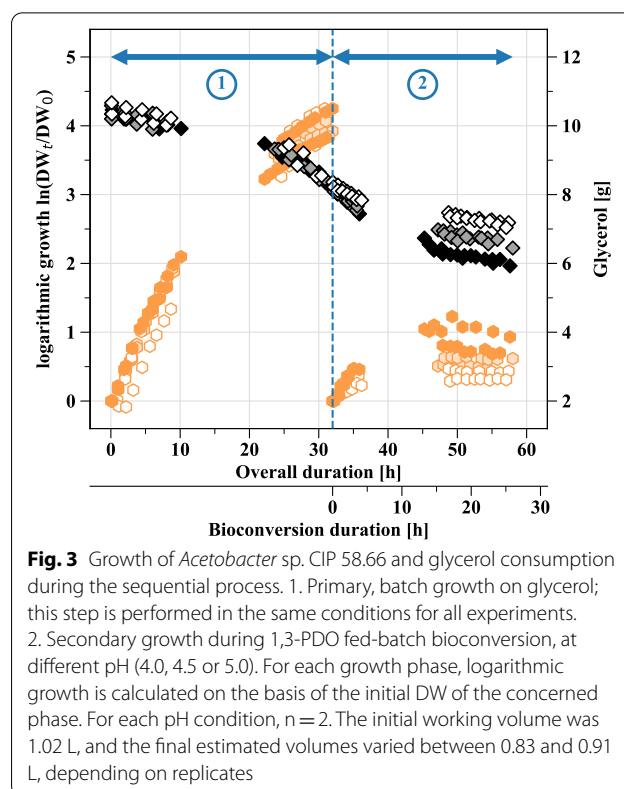 5
4
3
2
1
0
logarithmic growth ln(DWt/DW0)
12
10
8
6
4
2
Glycerol [g]
1
2
0 10 20 30 40 50 60
Overall duration [h]
0 10 20 30
Bioconversion duration [h]
Fig. 3 Growth of Acetobacter sp. CIP 58.66 and glycerol consumption
during the sequential process. 1. Primary, batch growth on glycerol;
this step is performed in the same conditions for all experiments.
2. Secondary growth during 1,3-PDO fed-batch bioconversion, at
different pH (4.0, 4.5 or 5.0). For each growth phase, logarithmic
growth is calculated on the basis of the initial DW of the concerned
phase. For each pH condition, n = 2. The initial working volume was
1.02 L, and the final estimated volumes varied between 0.83 and 0.91
L, depending on replicates